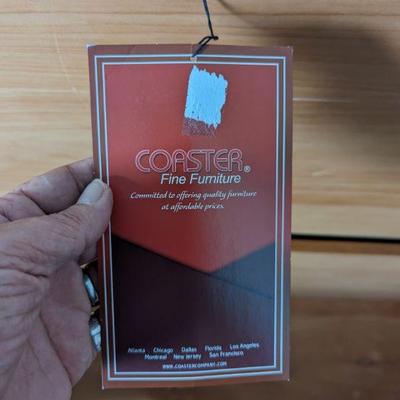 COASTER®
Fine Furniture
Committed to offering quality furniture
at affordable prices.
Atlanta Chicago Dallas Florida Los Angeles
Montreal New Jersey San Francisco
WWW.COASTERCOMPANY.COM